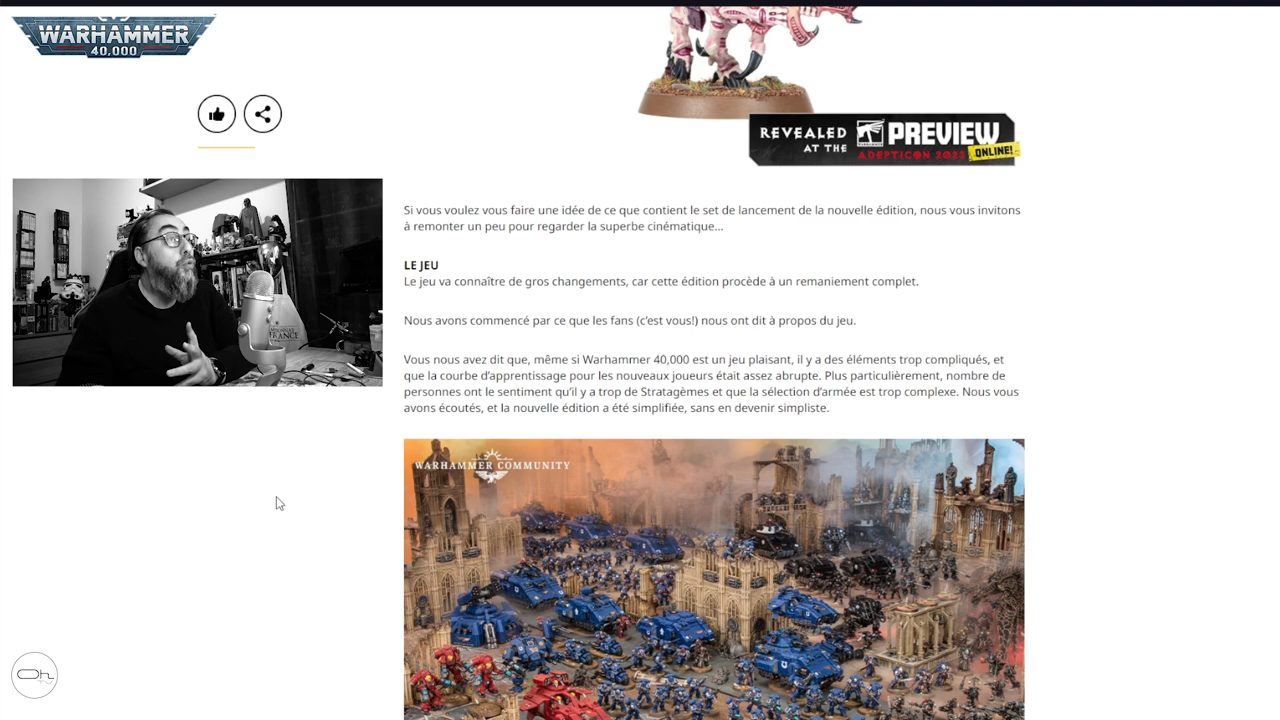 WARHAMMER
40,000
REVEALED
AT THE
PREVIEW
ADEPTICON 2023
ONLINE!
FRANCE
Si vous voulez vous faire une idée de ce que contient le set de lancement de la nouvelle édition, nous vous invitons
à remonter un peu pour regarder la superbe cinématique...
LE JEU
Le jeu va connaître de gros changements, car cette édition procède à un remaniement complet.
Nous avons commencé par ce que les fans (c'est vous!) nous ont dit à propos du jeu.
Vous nous avez dit que, même si Warhammer 40,000 est un jeu plaisant, il y a des éléments trop compliqués, et
que la courbe d'apprentissage pour les nouveaux joueurs était assez abrupte. Plus particulièrement, nombre de
personnes ont le sentiment qu'il y a trop de Stratagèmes et que la sélection d'armée est trop complexe. Nous vous
avons écoutés, et la nouvelle édition a été simplifiée, sans en devenir simpliste.
WARHAMMER COMMUNITY
Oh
TV